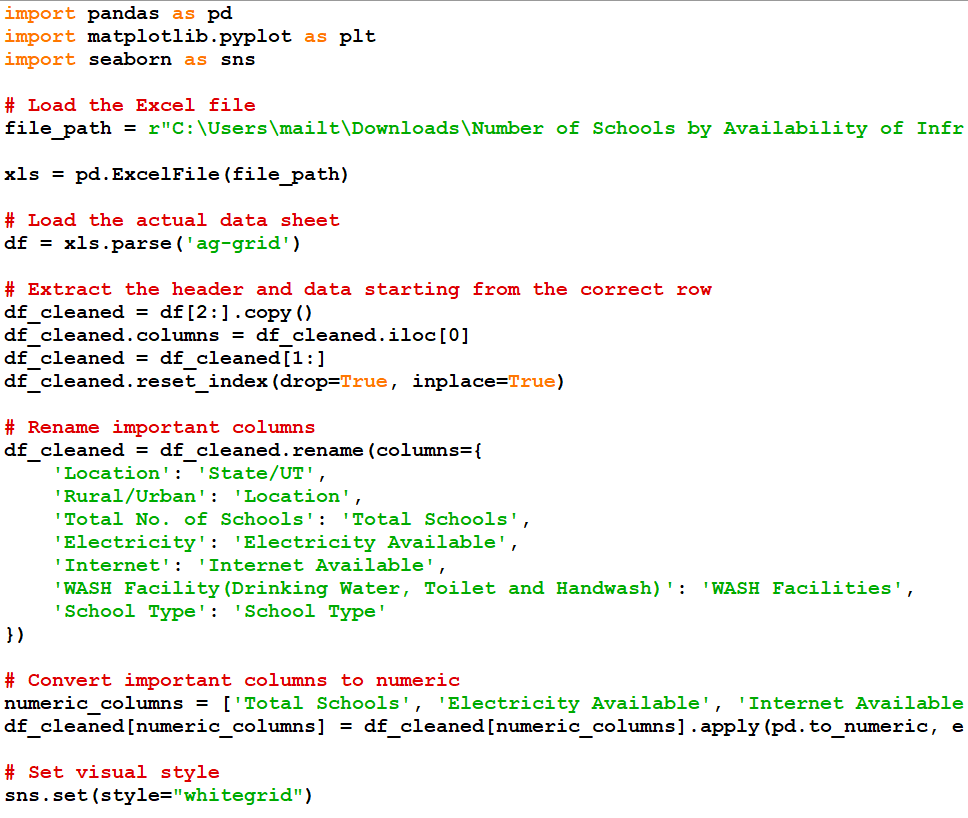 import pandas as pd
import matplotlib.pyplot as plt
import seaborn as sns

# Load the Excel file
file_path = r"C:\Users\mailt\Downloads\Number of Schools by Availability of Infr

xls = pd.ExcelFile(file_path)

# Load the actual data sheet
df = xls.parse('ag-grid')

# Extract the header and data starting from the correct row
df_cleaned = df[2:].copy()
df_cleaned.columns = df_cleaned.iloc[0]
df_cleaned = df_cleaned[1:]
df_cleaned.reset_index(drop=True, inplace=True)

# Rename important columns
df_cleaned = df_cleaned.rename(columns={
    'Location': 'State/UT',
    'Rural/Urban': 'Location',
    'Total No. of Schools': 'Total Schools',
    'Electricity': 'Electricity Available',
    'Internet': 'Internet Available',
    'WASH Facility(Drinking Water, Toilet and Handwash)': 'WASH Facilities',
    'School Type': 'School Type'
})

# Convert important columns to numeric
numeric_columns = ['Total Schools', 'Electricity Available', 'Internet Available
df_cleaned[numeric_columns] = df_cleaned[numeric_columns].apply(pd.to_numeric, e

# Set visual style
sns.set(style="whitegrid")